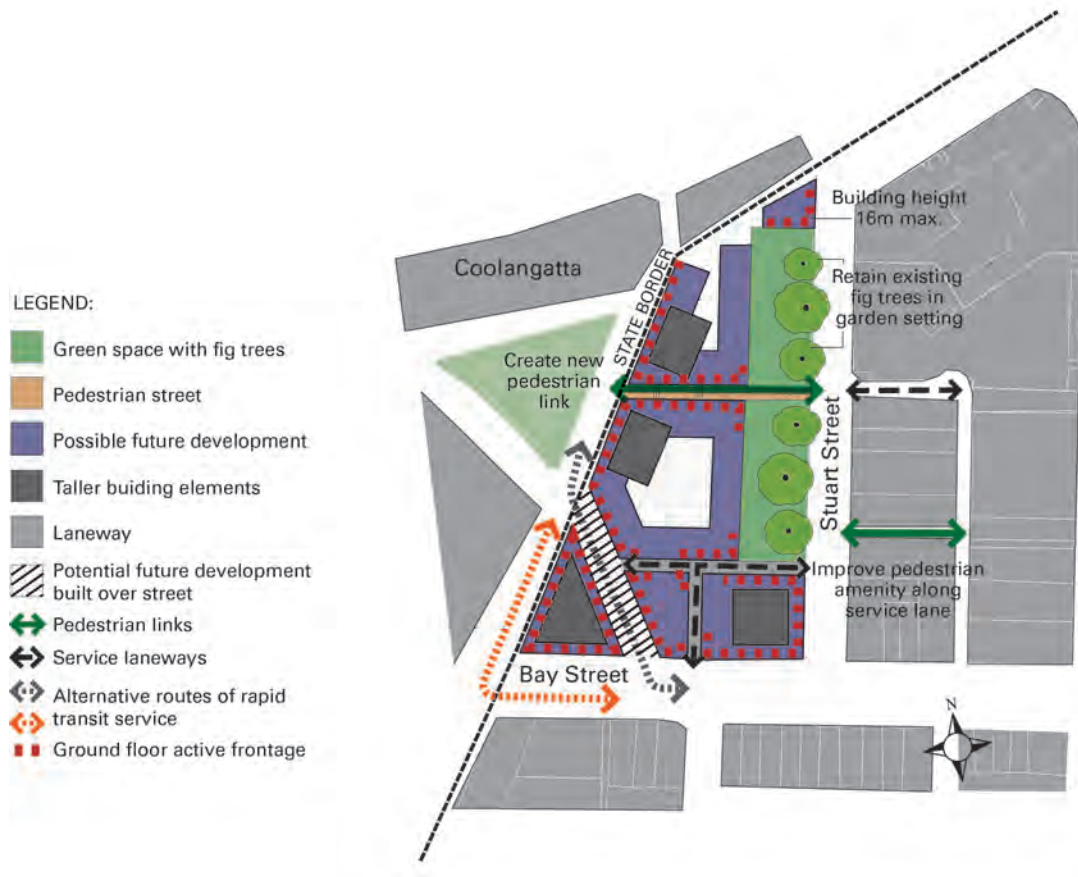 LEGEND:
Green space with fig trees
Pedestrian street
Possible future development
Taller buiding elements
Laneway
Potential future development
built over street
Pedestrian links
Service laneways
Alternative routes of rapid
transit service
Ground floor active frontage
Coolangatta
STATE BORDER
Building height
16m max.
Retain existing
fig trees in
garden setting
Create new
pedestrian
link
Stuart Street
Improve pedestrian
amenity along
service lane
Bay Street
N